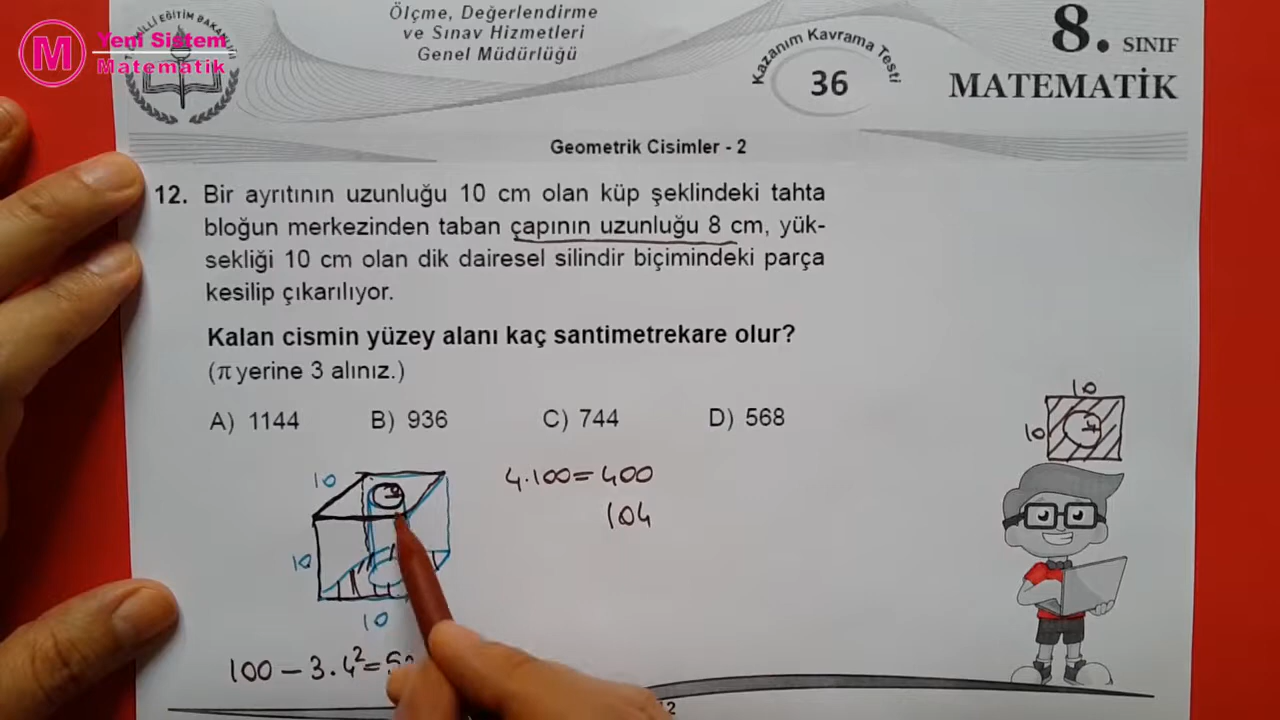 Yeni Sistem
Matematik
Ölçme, Değerlendirme
ve Sınav Hizmetleri
Genel Müdürlüğü
Kazanım Kavrama Testi
36
8. SINIF
MATEMATİK
Geometrik Cisimler - 2
12. Bir ayrıtının uzunluğu 10 cm olan küp şeklindeki tahta
bloğun merkezinden taban çapının uzunluğu 8 cm, yük-
sekliği 10 cm olan dik dairesel silindir biçimindeki parça
kesilip çıkarılıyor.
Kalan cismin yüzey alanı kaç santimetrekare olur?
(π yerine 3 alınız.)
A) 1144 B) 936 C) 744 D) 568
10
10
4
10
10
10
4
4.100=400
104
100 - 3.4²=